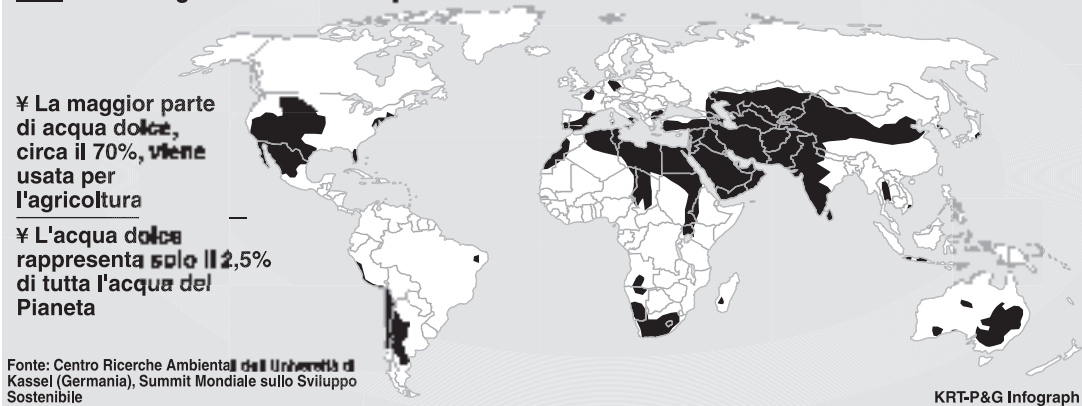 ¥ La maggior parte
di acqua dolce,
circa il 70%, viene
usata per
l'agricoltura
¥ L'acqua dolce
rappresenta solo il 2,5%
di tutta l'acqua del
Pianeta
Fonte: Centro Ricerche Ambientali dell Università di
Kassel (Germania), Summit Mondiale sullo Sviluppo
Sostenibile
KRT-P&G Infograph